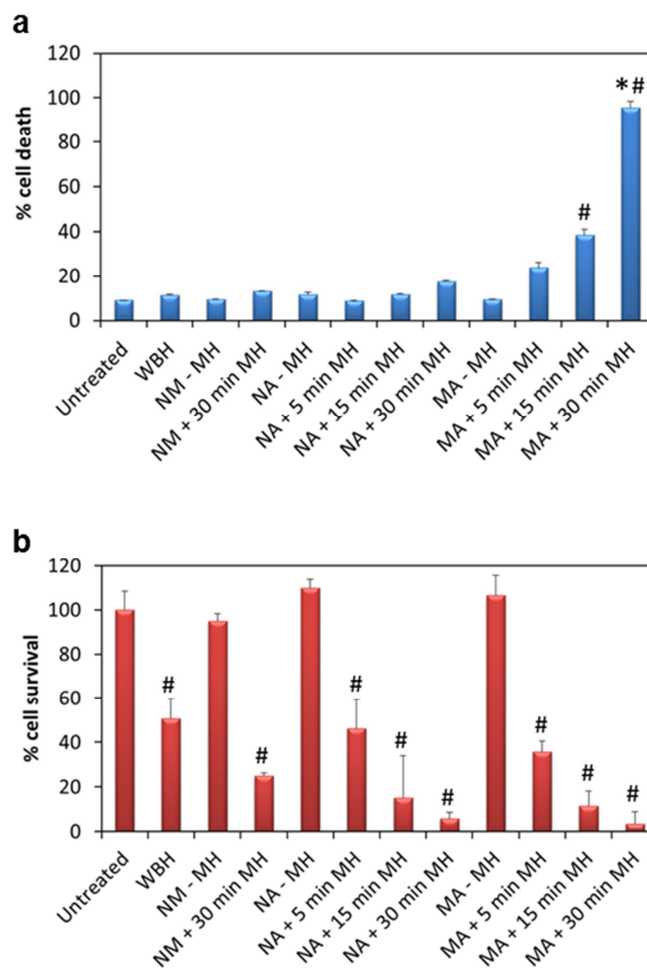 a
% cell death
120
100
80
60
40
20
0
*#
#
Untreated
WBH
NM - MH
NM + 30 min MH
NA - MH
NA + 5 min MH
NA + 15 min MH
NA + 30 min MH
MA - MH
MA + 5 min MH
MA + 15 min MH
MA + 30 min MH
b
% cell survival
120
100
80
60
40
20
0
#
#
#
#
#
#
#
#
Untreated
WBH
NM - MH
NM + 30 min MH
NA - MH
NA + 5 min MH
NA + 15 min MH
NA + 30 min MH
MA - MH
MA + 5 min MH
MA + 15 min MH
MA + 30 min MH